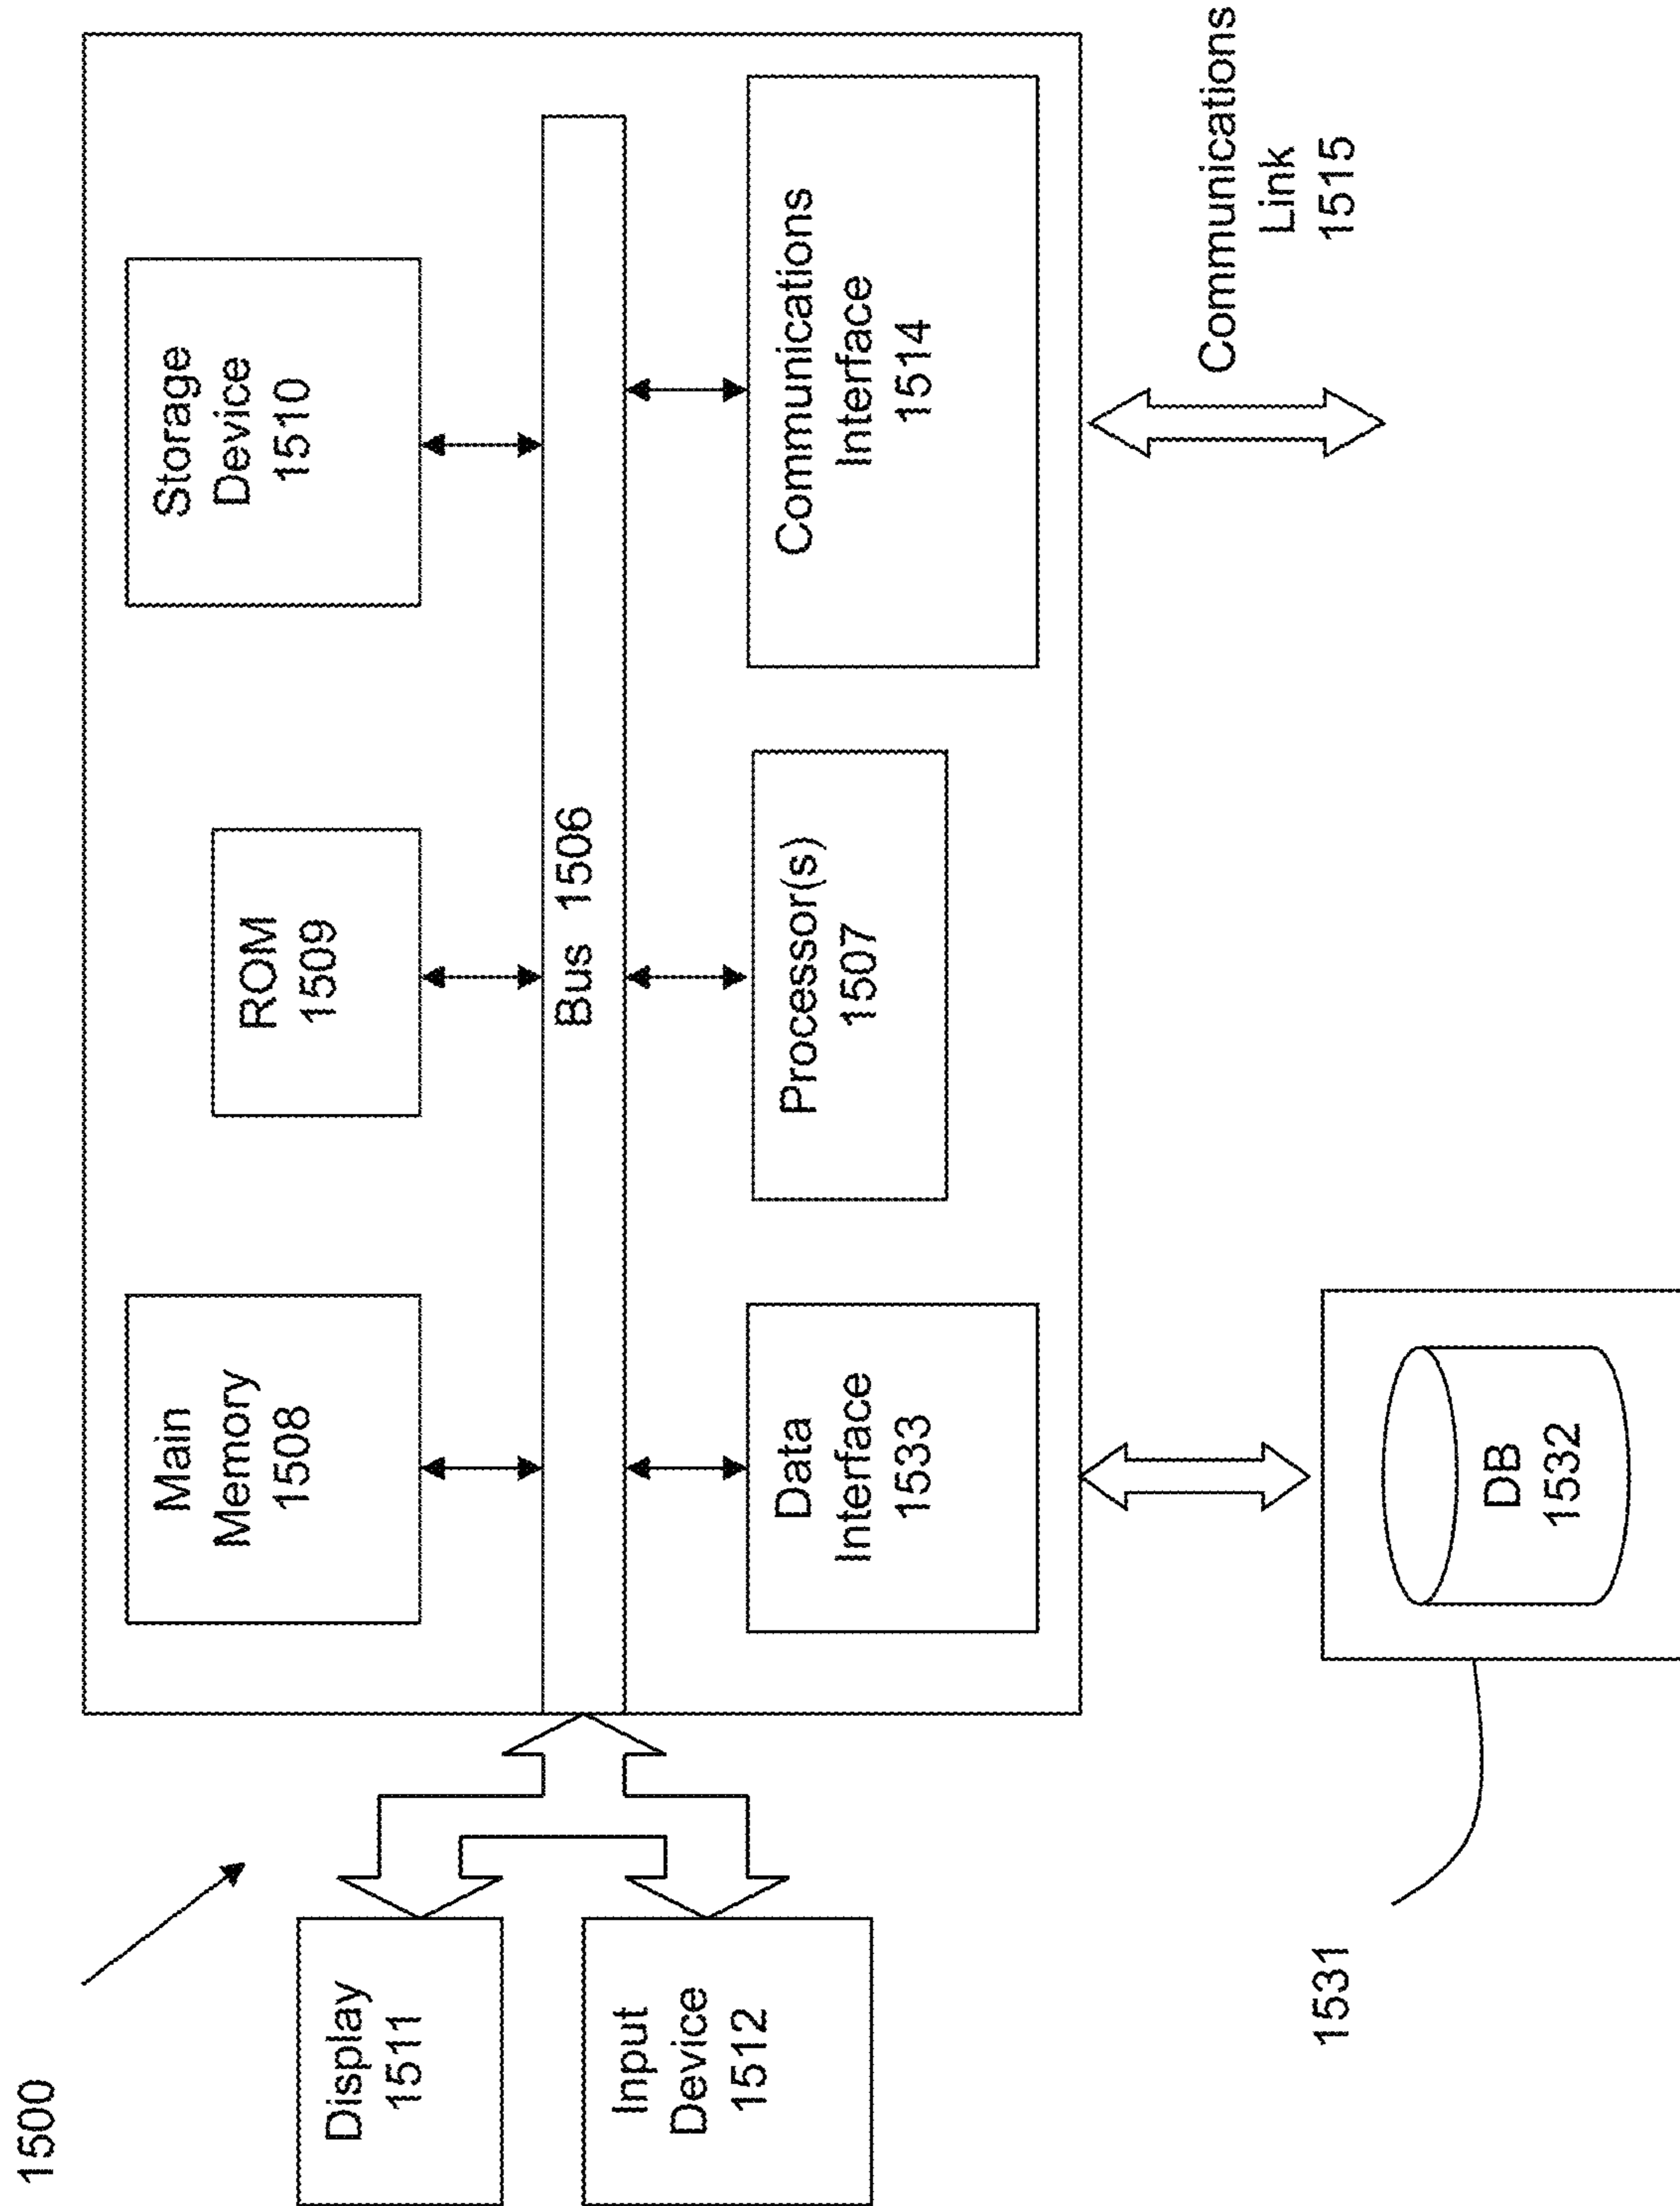 1500
Display
1511
Input
Device
1512
Main
Memory
1508
ROM
1509
Storage
Device
1510
Bus 1506
Data
Interface
1533
Processor(s)
1507
Communications
Interface
1514
1531
DB
1532
Communications
Link
1515